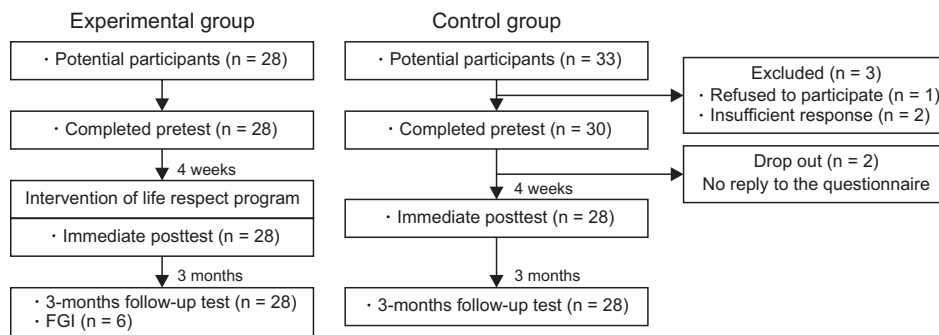 Experimental group
· Potential participants (n = 28)
· Completed pretest (n = 28)
4 weeks
Intervention of life respect program
· Immediate posttest (n = 28)
3 months
· 3-months follow-up test (n = 28)
· FGI (n = 6)
Control group
· Potential participants (n = 33)
Excluded (n = 3)
· Refused to participate (n = 1)
· Insufficient response (n = 2)
· Completed pretest (n = 30)
Drop out (n = 2)
No reply to the questionnaire
4 weeks
· Immediate posttest (n = 28)
3 months
· 3-months follow-up test (n = 28)